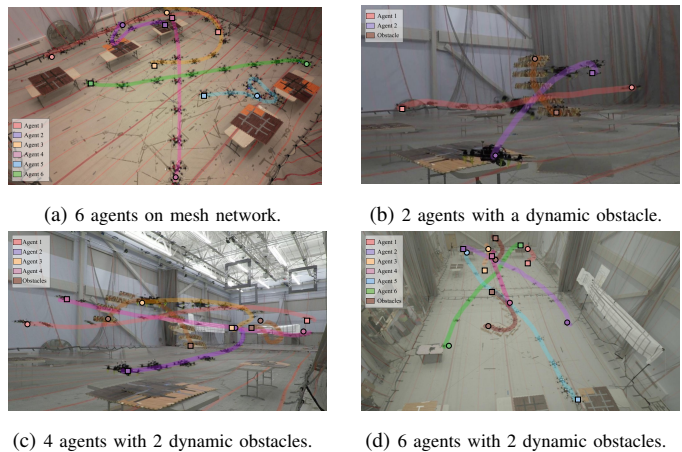 Agent 1
Agent 2
Agent 3
Agent 4
Agent 5
Agent 6
Agent 1
Agent 2
Obstacle
(a) 6 agents on mesh network.
(b) 2 agents with a dynamic obstacle.
Agent 1
Agent 2
Agent 3
Agent 4
Obstacles
Agent 1
Agent 2
Agent 3
Agent 4
Agent 5
Agent 6
Obstacles
(c) 4 agents with 2 dynamic obstacles.
(d) 6 agents with 2 dynamic obstacles.